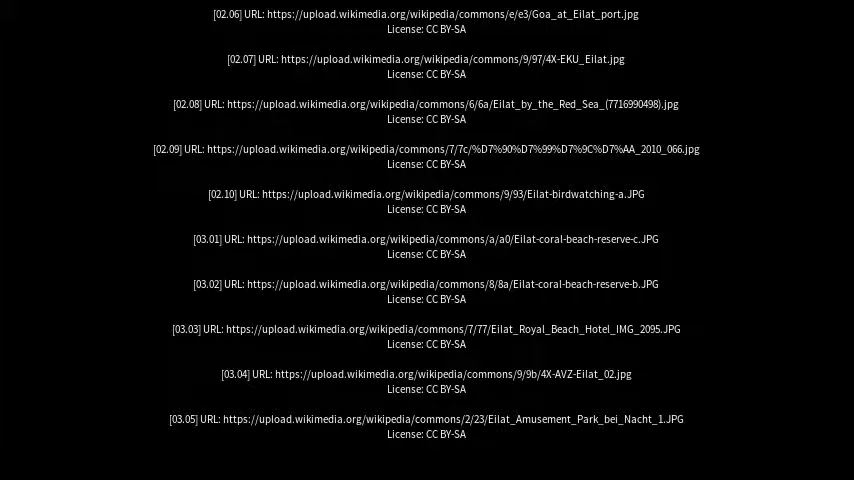 [02.06] URL: https://upload.wikimedia.org/wikipedia/commons/e/e3/Goa_at_Eilat_port.jpg
License: CC BY-SA
[02.07] URL: https://upload.wikimedia.org/wikipedia/commons/9/97/4X-EKU_Eilat.jpg
License: CC BY-SA
[02.08] URL: https://upload.wikimedia.org/wikipedia/commons/6/6a/Eilat_by_the_Red_Sea_(7716990498).jpg
License: CC BY-SA
[02.09] URL: https://upload.wikimedia.org/wikipedia/commons/7/7c/%D7%90%D7%99%D7%9C%D7%AA_2010_066.jpg
License: CC BY-SA
[02.10] URL: https://upload.wikimedia.org/wikipedia/commons/9/93/Eilat-birdwatching-a.JPG
License: CC BY-SA
[03.01] URL: https://upload.wikimedia.org/wikipedia/commons/a/a0/Eilat-coral-beach-reserve-c.JPG
License: CC BY-SA
[03.02] URL: https://upload.wikimedia.org/wikipedia/commons/8/8a/Eilat-coral-beach-reserve-b.JPG
License: CC BY-SA
[03.03] URL: https://upload.wikimedia.org/wikipedia/commons/7/77/Eilat_Royal_Beach_Hotel_IMG_2095.JPG
License: CC BY-SA
[03.04] URL: https://upload.wikimedia.org/wikipedia/commons/9/9b/4X-AVZ-Eilat_02.jpg
License: CC BY-SA
[03.05] URL: https://upload.wikimedia.org/wikipedia/commons/2/23/Eilat_Amusement_Park_bei_Nacht_1.JPG
License: CC BY-SA